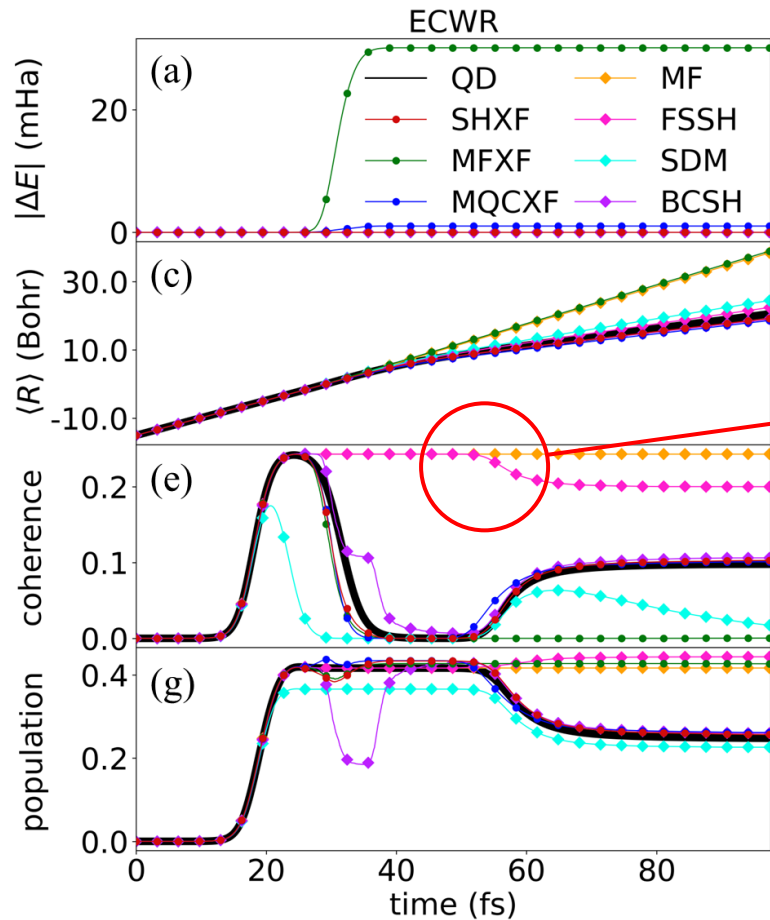 ECWR
(a)
QD
MF
SHXF
FSSH
MFXF
SDM
MQCXF
BCSH
|ΔE| (mHa)
20
0
(c)
⟨R⟩ (Bohr)
30.0
10.0
-10.0
(e)
coherence
0.2
0.1
0.0
(g)
population
0.4
0.2
0.0
0 20 40 60 80
time (fs)